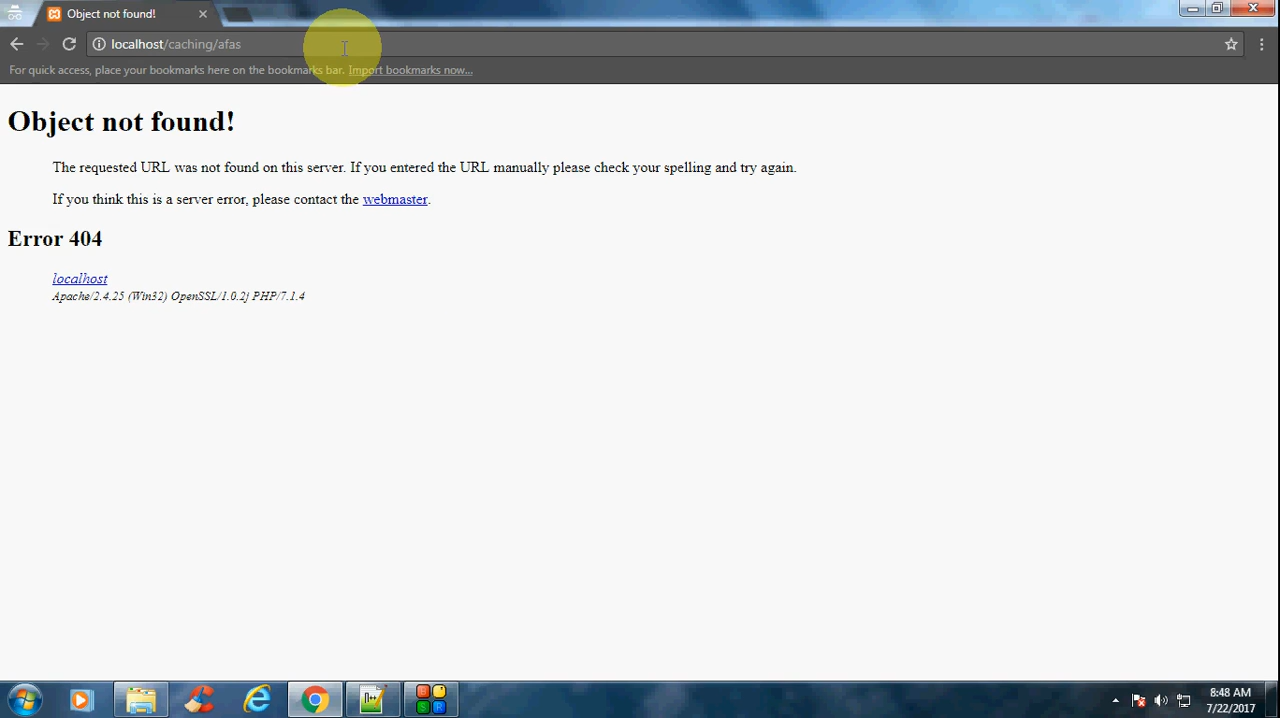 Object not found!
localhost/caching/afas
For quick access, place your bookmarks here on the bookmarks bar. Import bookmarks now...
Object not found!
The requested URL was not found on this server. If you entered the URL manually please check your spelling and try again.
If you think this is a server error, please contact the webmaster.
Error 404
localhost
Apache/2.4.25 (Win32) OpenSSL/1.0.2j PHP/7.1.4
8:48 AM
7/22/2017